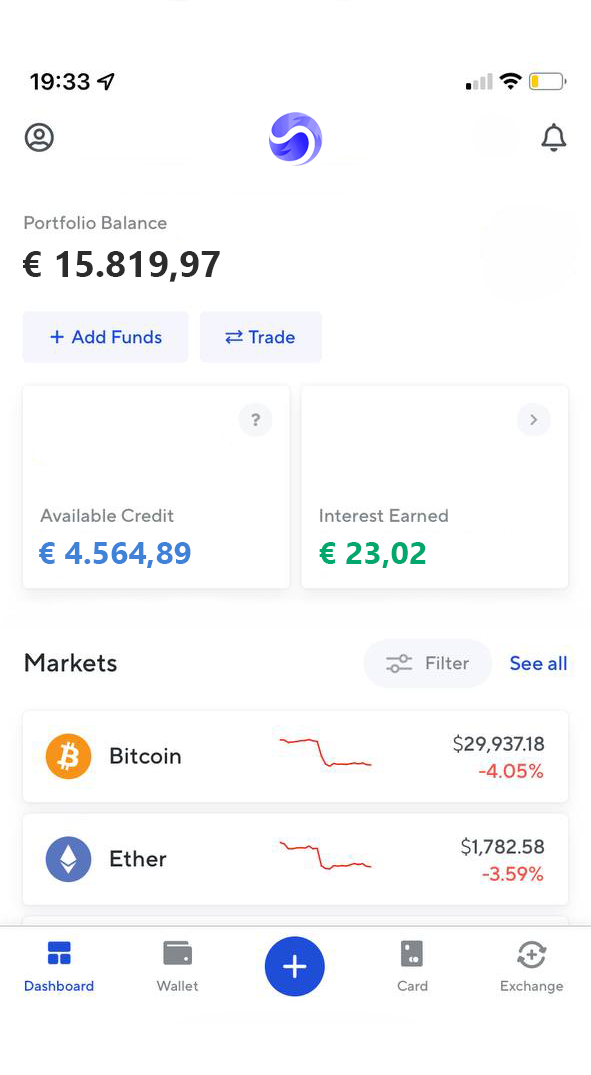 19:33
Portfolio Balance
€ 15.819,97
+ Add Funds
Trade
?
Available Credit
€ 4.564,89
Interest Earned
€ 23,02
Markets
Filter
See all
Bitcoin
$29,937.18
-4.05%
Ether
$1,782.58
-3.59%
Dashboard
Wallet
Card
Exchange